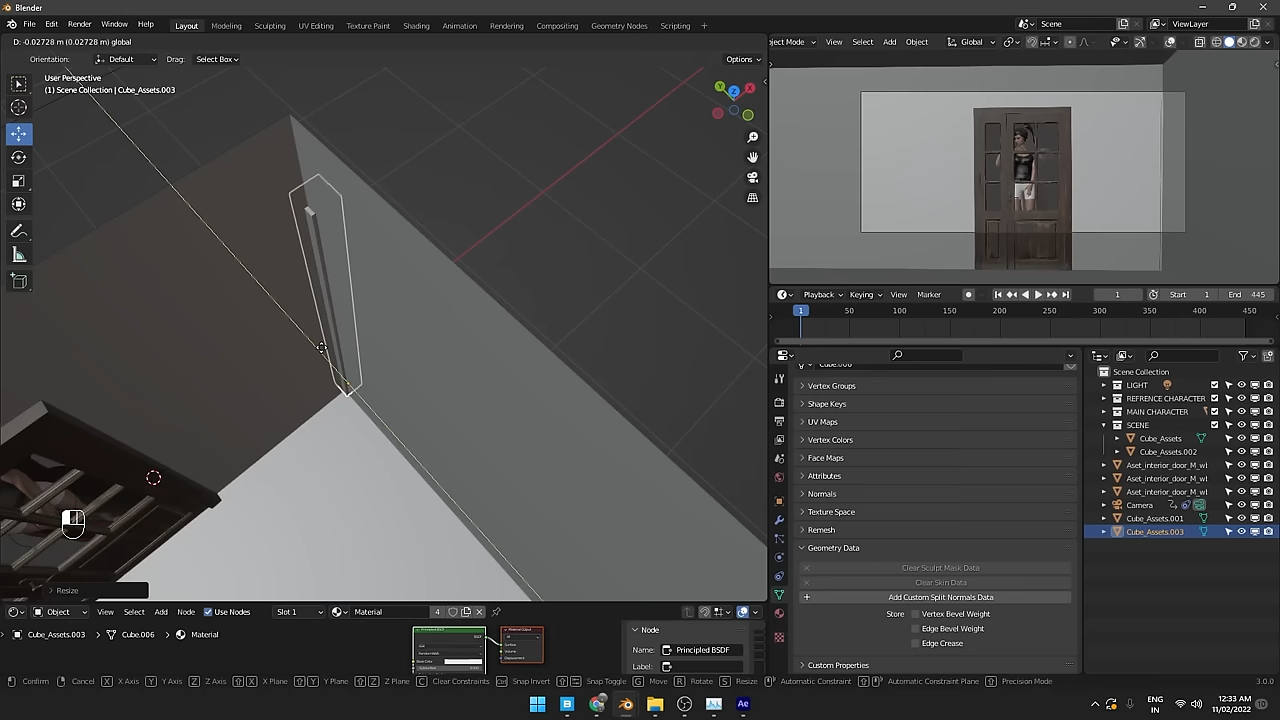 Blender
File Edit Render Window Help
Layout Modeling Sculpting UV Editing Texture Paint Shading Animation Rendering Compositing Geometry Nodes Scripting +
Scene
ViewLayer
D: -0.02728 m (0.02728 m) global
ject Mode View Select Add Object Global
Orientation: Default Drag: Select Box Options
User Perspective
(1) Scene Collection | Cube_Assets.003
Y Z X
Playback Keying View Marker 1 Start 1 End 445
1 50 100 150 200 250 300 350 400 450
Scene Collection
LIGHT
REFRENCE CHARACTER
MAIN CHARACTER
SCENE
Cube_Assets
Cube_Assets.002
Aset_interior_door_M_wl
Aset_interior_door_M_wl
Aset_interior_door_M_wl
Camera
Cube_Assets.001
Cube_Assets.003
Vertex Groups
Shape Keys
UV Maps
Vertex Colors
Face Maps
Attributes
Normals
Texture Space
Remesh
Geometry Data
Clear Sculpt Mask Data
Clear Skin Data
Add Custom Split Normals Data
Store Vertex Bevel Weight
Edge Bevel Weight
Edge Crease
Custom Properties
Resize
Object View Select Add Node Use Nodes Slot 1 Material 4
Cube_Assets.003 Cube.006 Material
Principled BSDF
Material Output
Node
Name: Principled BSDF
Label:
Confirm Cancel X X Axis Y Y Axis Z Z Axis X X Plane Y Y Plane Z Z Plane C Clear Constraints Snap Invert Snap Toggle G Move R Rotate S Resize Automatic Constraint Automatic Constraint Plane Precision Mode 3.0.0
ENG
IN
12:33 AM
11/02/2022